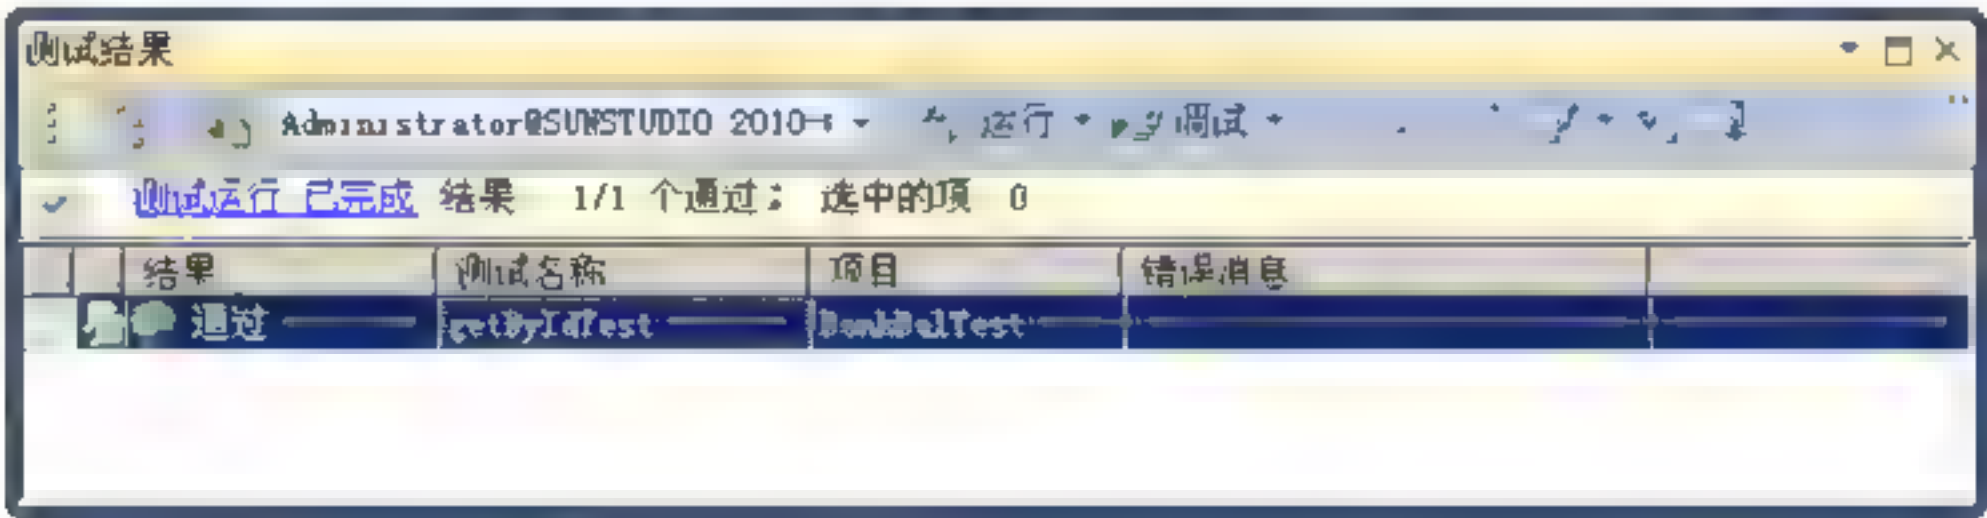 测试结果
Administrator@SUNSTUDIO 2010- 运行 调试
测试运行 已完成 结果 1/1 个通过; 选中的项 0
结果 测试名称 项目 错误消息
通过 getByIdTest